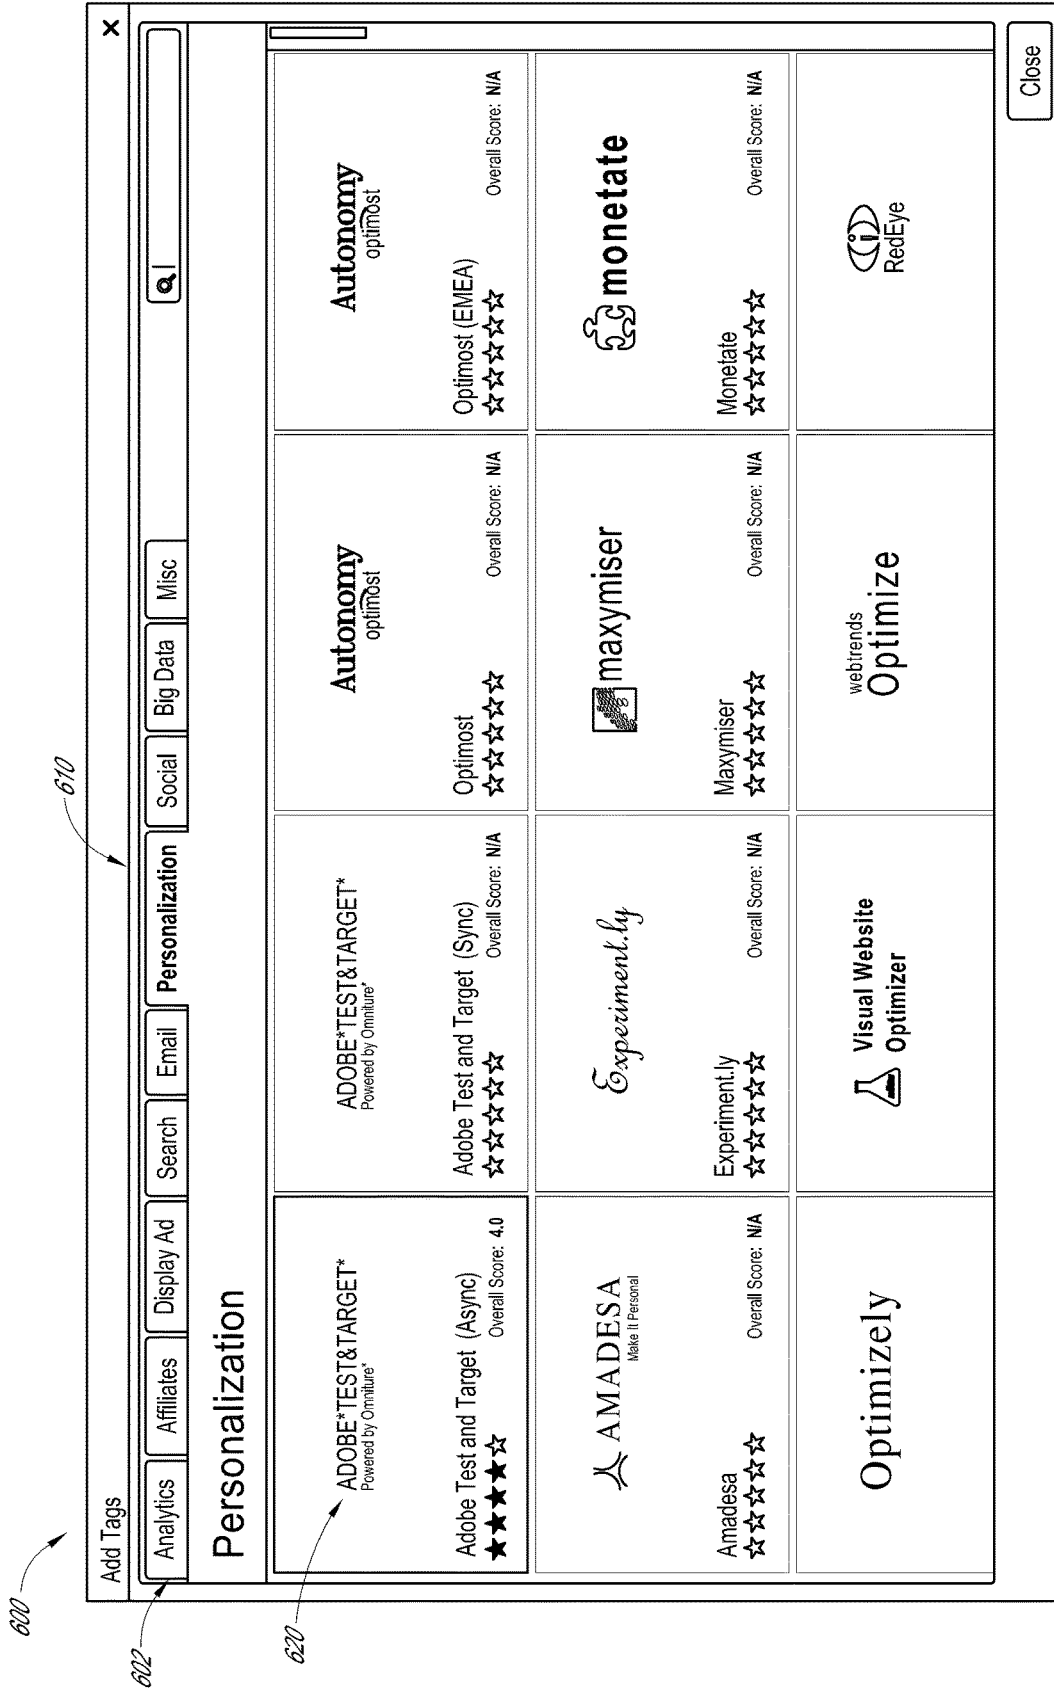 600
610
Add Tags
602
Analytics
Affiliates
Display Ad
Search
Email
Personalization
Social
Big Data
Misc
Personalization
620
ADOBE*TEST&TARGET*
Powered by Omniture*
Adobe Test and Target (Async)
Overall Score: 4.0
ADOBE*TEST&TARGET*
Powered by Omniture*
Adobe Test and Target (Sync)
Overall Score: N/A
Autonomy
optimost
Optimost
Overall Score: N/A
Autonomy
optimost
Optimost (EMEA)
Overall Score: N/A
AMADESA
Make It Personal
Amadesa
Overall Score: N/A
Experiment.ly
Experiment.ly
Overall Score: N/A
maxymiser
Maxymiser
Overall Score: N/A
monetate
Monetate
Overall Score: N/A
Optimizely
Visual Website
Optimizer
webtrends
Optimize
RedEye
Close